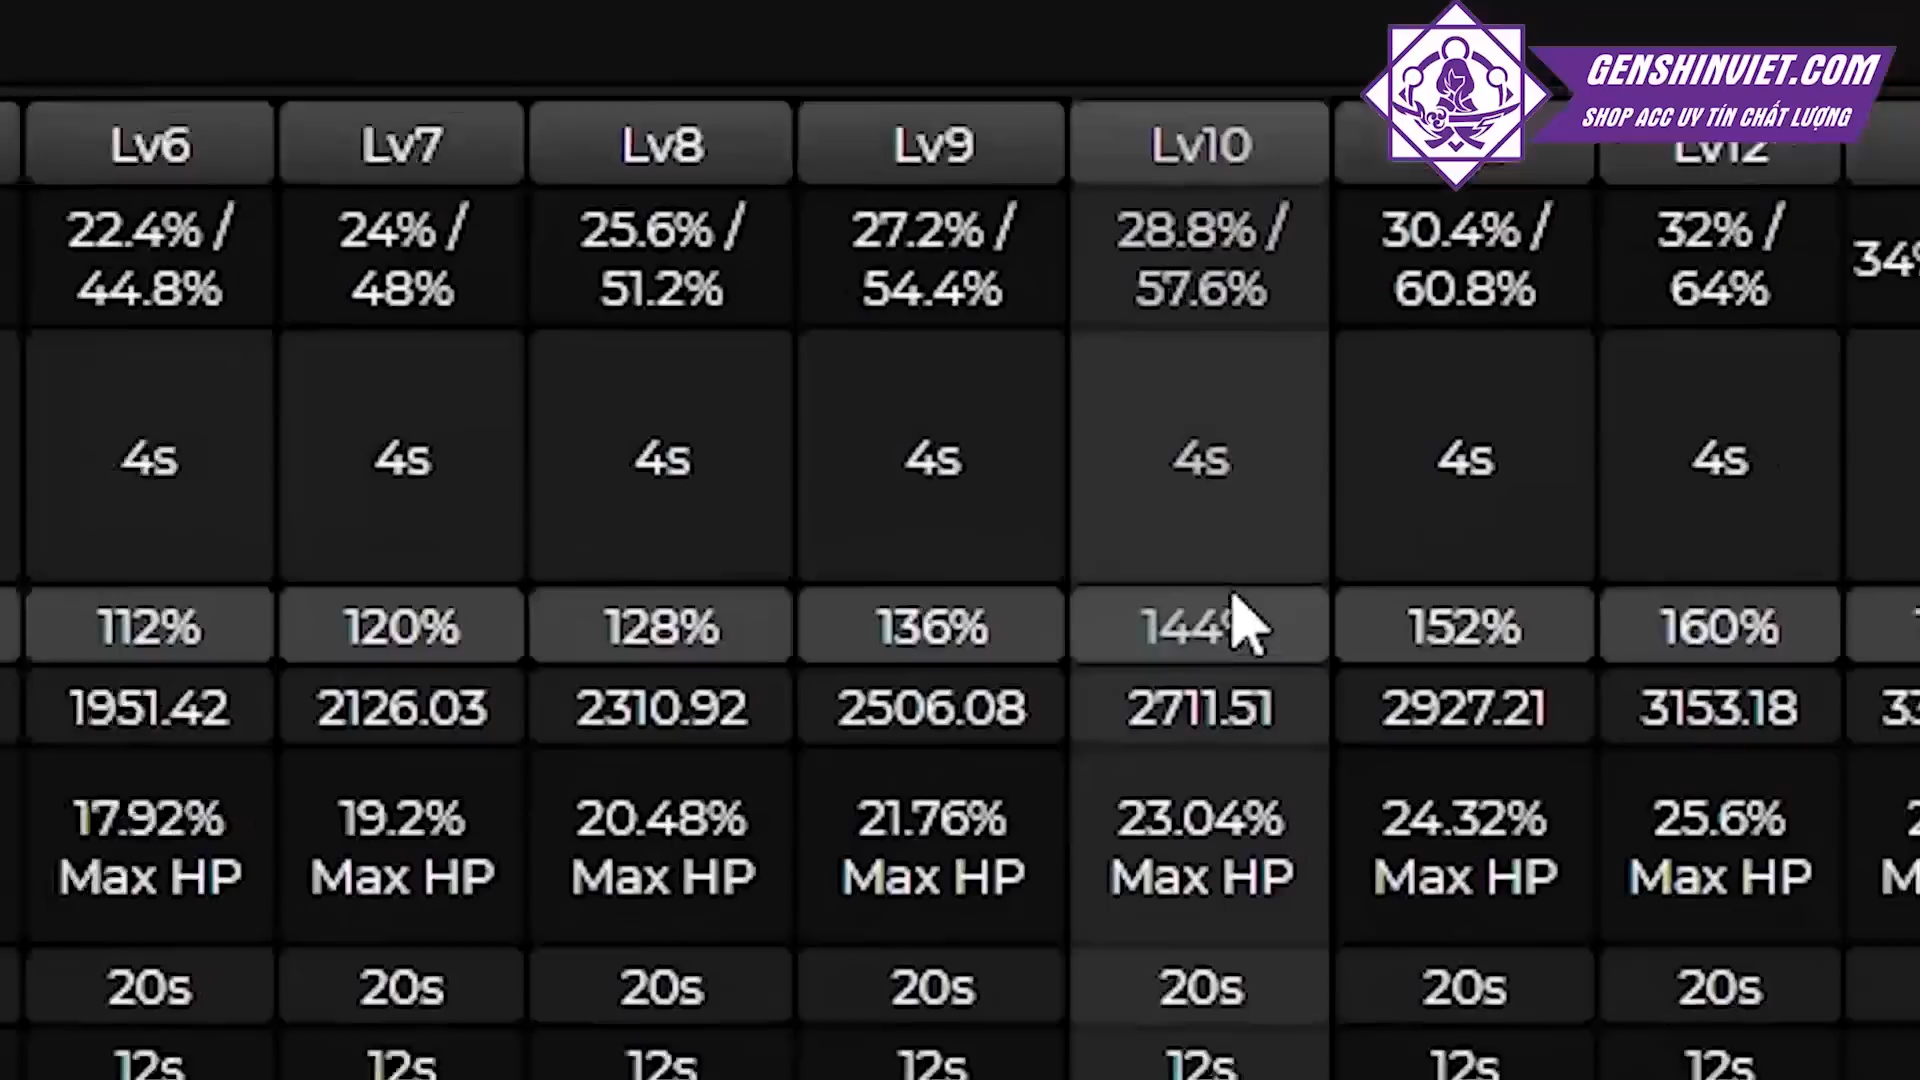 GENSHINVIET.COM
SHOP ACC UY TÍN CHẤT LƯỢNG
Lv6 Lv7 Lv8 Lv9 Lv10 Lv12
22.4% / 24% / 25.6% / 27.2% / 28.8% / 30.4% / 32% /
44.8% 48% 51.2% 54.4% 57.6% 60.8% 64%
4s 4s 4s 4s 4s 4s 4s
112% 120% 128% 136% 144% 152% 160%
1951.42 2126.03 2310.92 2506.08 2711.51 2927.21 3153.18
17.92% 19.2% 20.48% 21.76% 23.04% 24.32% 25.6%
Max HP Max HP Max HP Max HP Max HP Max HP Max HP
20s 20s 20s 20s 20s 20s 20s
12s 12s 12s 12s 12s 12s 12s